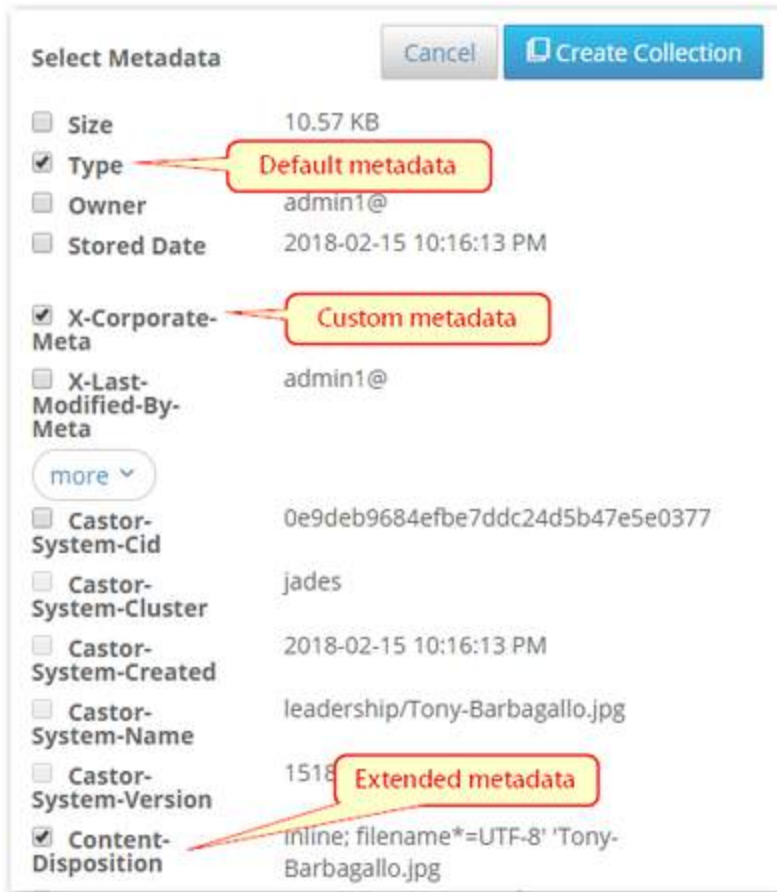 Select Metadata Cancel Create Collection
Size 10.57 KB
Type Default metadata
Owner admin1@
Stored Date 2018-02-15 10:16:13 PM
X-Corporate- Custom metadata
Meta
X-Last- admin1@
Modified-By-
Meta
more
Castor- 0e9deb9684efbe7ddc24d5b47e5e0377
System-Cid
Castor- jades
System-Cluster
Castor- 2018-02-15 10:16:13 PM
System-Created
Castor- leadership/Tony-Barbagallo.jpg
System-Name
Castor- 1518 Extended metadata
System-Version
Content- inline; filename*=UTF-8' 'Tony-
Disposition Barbagallo.jpg